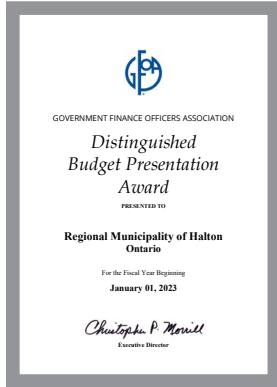 GFOA
GOVERNMENT FINANCE OFFICERS ASSOCIATION
Distinguished
Budget Presentation
Award
PRESENTED TO
Regional Municipality of Halton
Ontario
For the Fiscal Year Beginning
January 01, 2023
Christopher P. Morrill
Executive Director